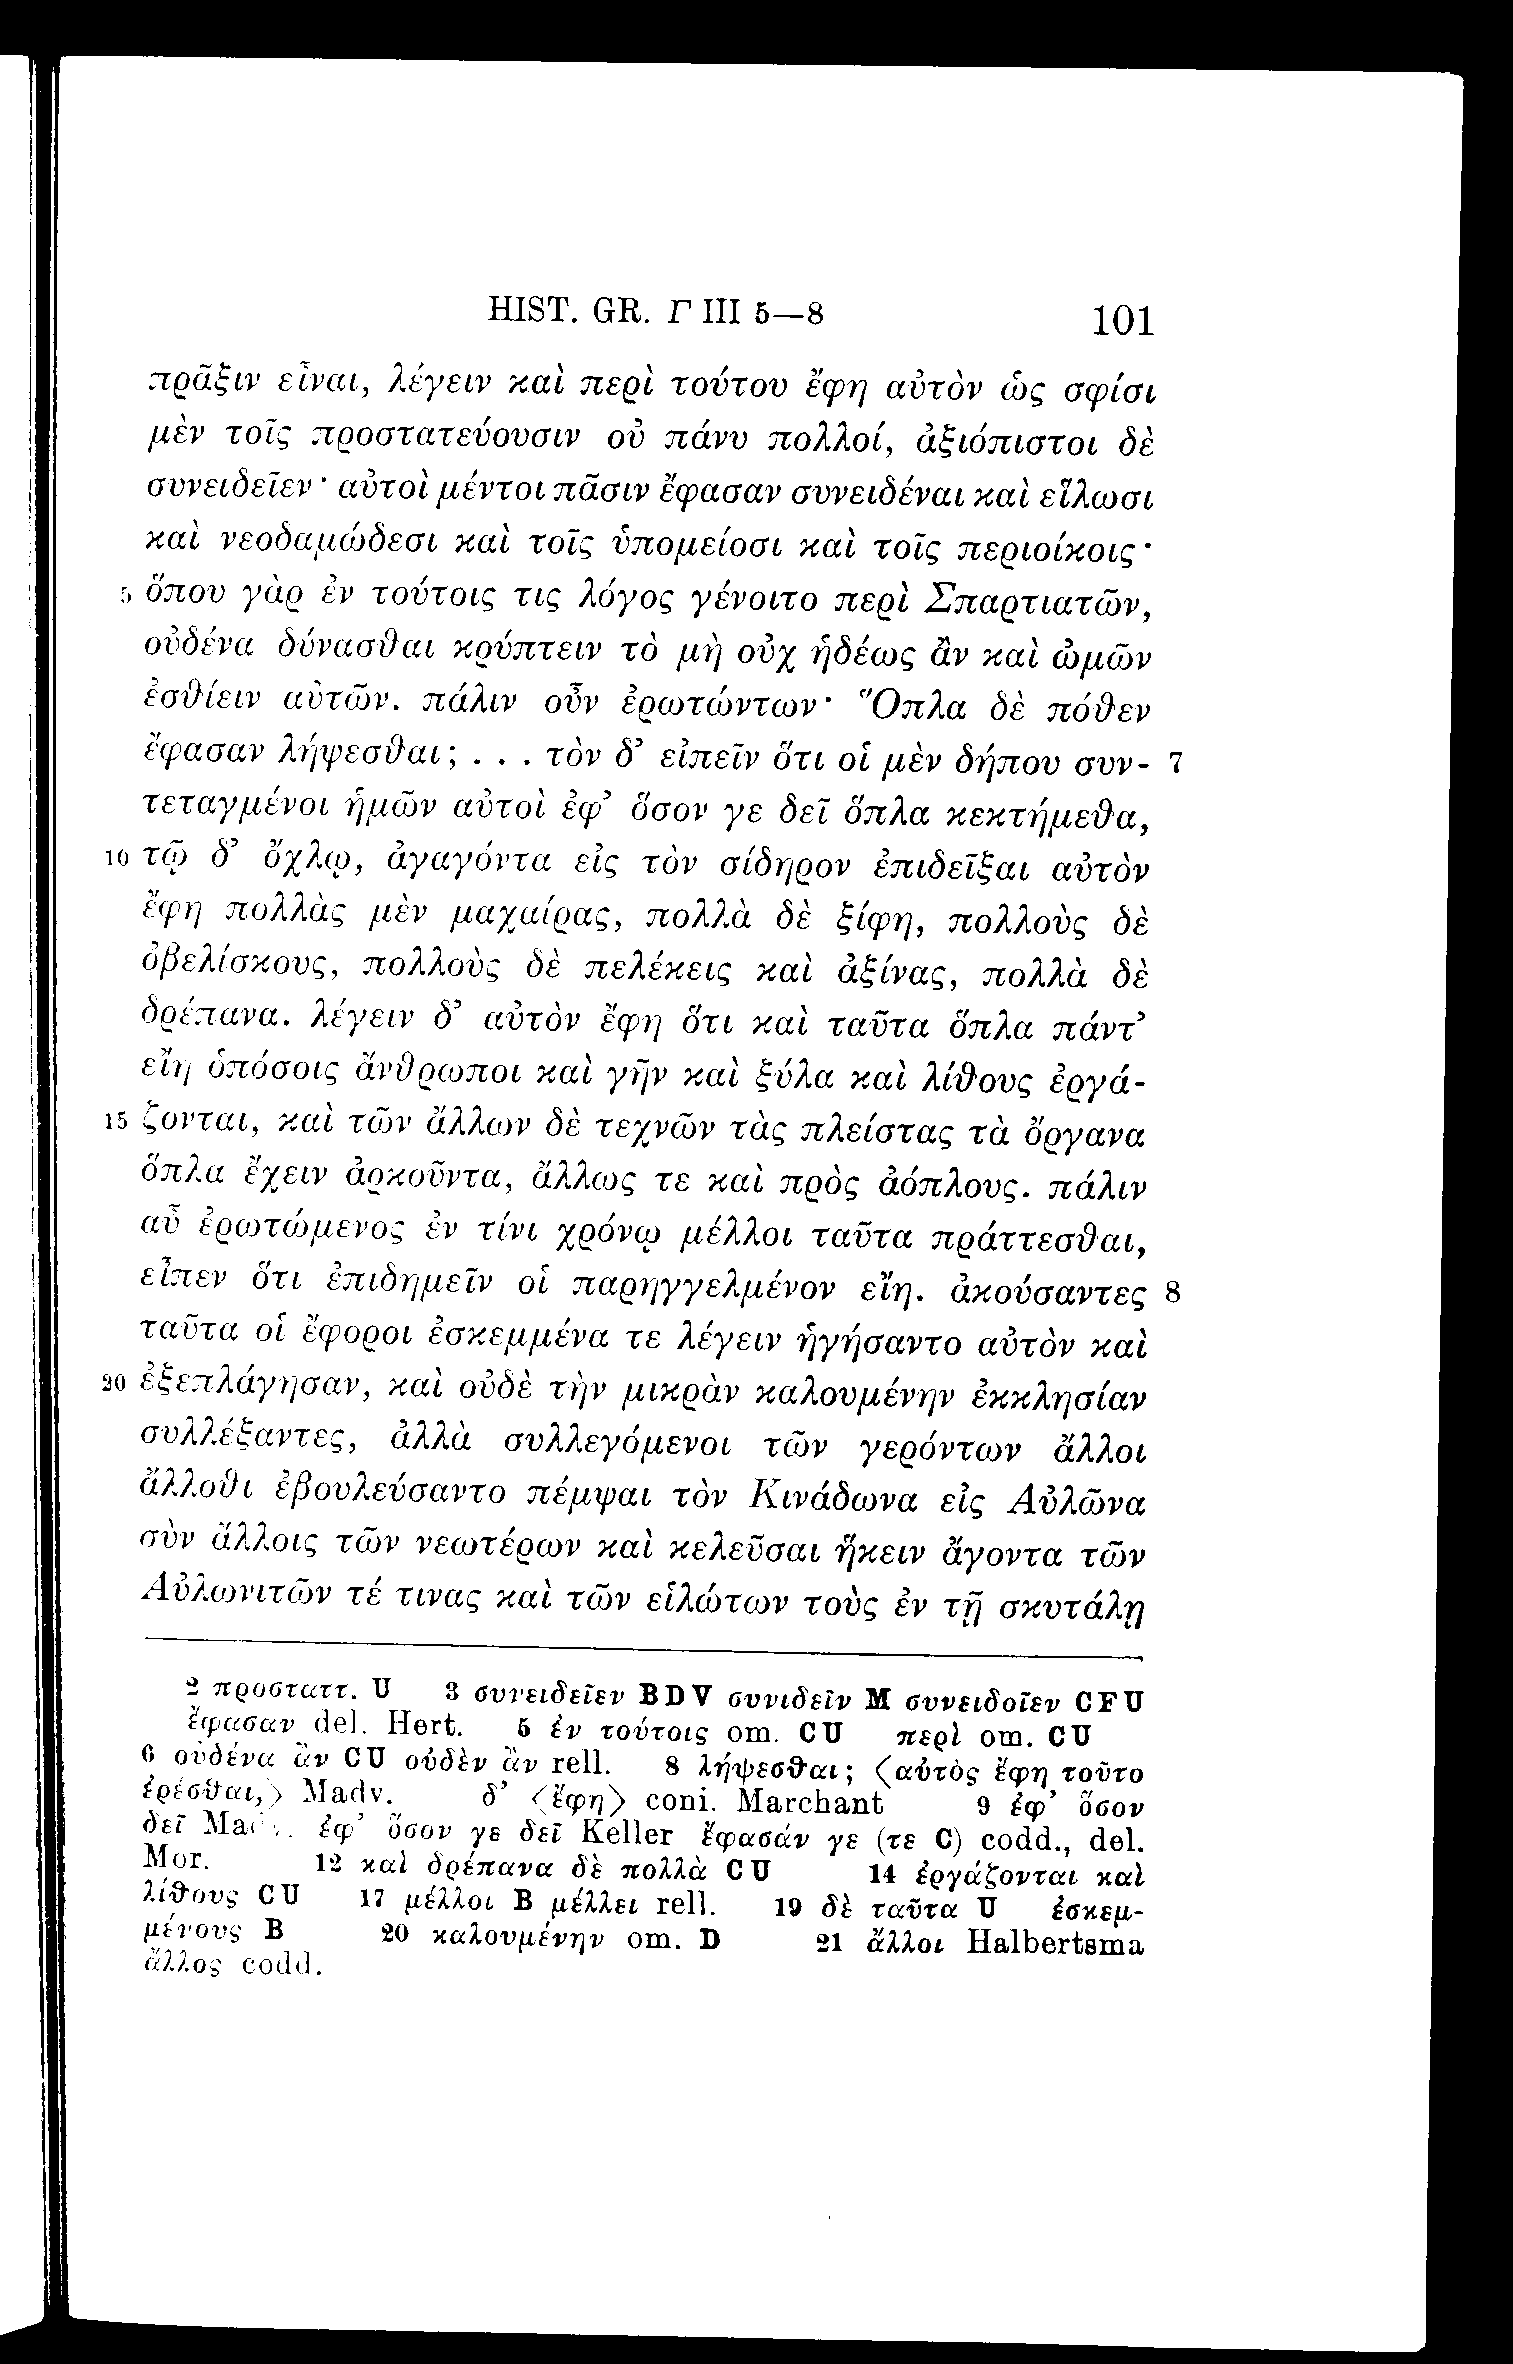 HIST. GR. Γ III 5—8 101
πρᾶξιν εἶναι, λέγειν καὶ περὶ τούτου ἔφη αὐτὸν ὡς σφίσι
μὲν τοῖς προστατεύουσιν οὐ πάνυ πολλοί, ἀξιόπιστοι δὲ
συνειδεῖεν· αὐτοὶ μέντοι πᾶσιν ἔφασαν συνειδέναι καὶ εἵλωσι
καὶ νεοδαμώδεσι καὶ τοῖς ὑπομείοσι καὶ τοῖς περιοίκοις·
5 ὅπου γὰρ ἐν τούτοις τις λόγος γένοιτο περὶ Σπαρτιατῶν,
οὐδένα δύνασθαι κρύπτειν τὸ μὴ οὐχ ἡδέως ἂν καὶ ὠμῶν
ἐσθίειν αὐτῶν. πάλιν οὖν ἐρωτώντων· Ὅπλα δὲ πόθεν
ἔφασαν λήψεσθαι; . . . τὸν δ’ εἰπεῖν ὅτι οἱ μὲν δήπου συν- 7
τεταγμένοι ἡμῶν αὐτοὶ ἐφ’ ὅσον γε δεῖ ὅπλα κεκτήμεθα,
10 τῷ δ’ ὄχλῳ, ἀγαγόντα εἰς τὸν σίδηρον ἐπιδεῖξαι αὐτὸν
ἔφη πολλὰς μὲν μαχαίρας, πολλὰ δὲ ξίφη, πολλοὺς δὲ
ὀβελίσκους, πολλοὺς δὲ πελέκεις καὶ ἀξίνας, πολλὰ δὲ
δρέπανα. λέγειν δ’ αὐτὸν ἔφη ὅτι καὶ ταῦτα ὅπλα πάντ’
εἴη ὁπόσοις ἄνθρωποι καὶ γῆν καὶ ξύλα καὶ λίθους ἐργά-
15 ζονται, καὶ τῶν ἄλλων δὲ τεχνῶν τὰς πλείστας τὰ ὄργανα
ὅπλα ἔχειν ἀρκοῦντα, ἄλλως τε καὶ πρὸς ἀόπλους. πάλιν
αὖ ἐρωτώμενος ἐν τίνι χρόνῳ μέλλοι ταῦτα πράττεσθαι,
εἶπεν ὅτι ἐπιδημεῖν οἱ παρηγγελμένον εἴη. ἀκούσαντες 8
ταῦτα οἱ ἔφοροι ἐσκεμμένα τε λέγειν ἡγήσαντο αὐτὸν καὶ
20 ἐξεπλάγησαν, καὶ οὐδὲ τὴν μικρὰν καλουμένην ἐκκλησίαν
συλλέξαντες, ἀλλὰ συλλεγόμενοι τῶν γερόντων ἄλλοι
ἄλλοθι ἐβουλεύσαντο πέμψαι τὸν Κινάδωνα εἰς Αὐλῶνα
σὺν ἄλλοις τῶν νεωτέρων καὶ κελεῦσαι ἥκειν ἄγοντα τῶν
Αὐλωνιτῶν τέ τινας καὶ τῶν εἱλώτων τοὺς ἐν τῇ σκυτάλῃ
2 προστατт. U 3 συνειδεῖεν BDV συνιδεῖν M συνειδοῖεν CFU
ἔφασαν del. Hert. 5 ἐν τούτοις om. CU περὶ om. CU
6 οὐδένα ἂν CU οὐδὲν ἂν rell. 8 λήψεσθαι; ⟨αὐτὸς ἔφη τοῦτο
ἐρέσθαι,⟩ Madv. δ’ ⟨ἔφη⟩ coni. Marchant 9 ἐφ’ ὅσον
δεῖ ἐφ’ ὅσον γε δεῖ Keller ἔφασάν γε (τε C) codd., del.
Mor. 12 καὶ δρέπανα δὲ πολλὰ CU 14 ἐργάζονται καὶ
λίθους CU 17 μέλλοι B μέλλει rell. 19 δὲ ταῦτα U ἐσκεμ-
μένους B 20 καλουμένην om. D 21 ἄλλοι Halbertsma
ἄλλος codd.